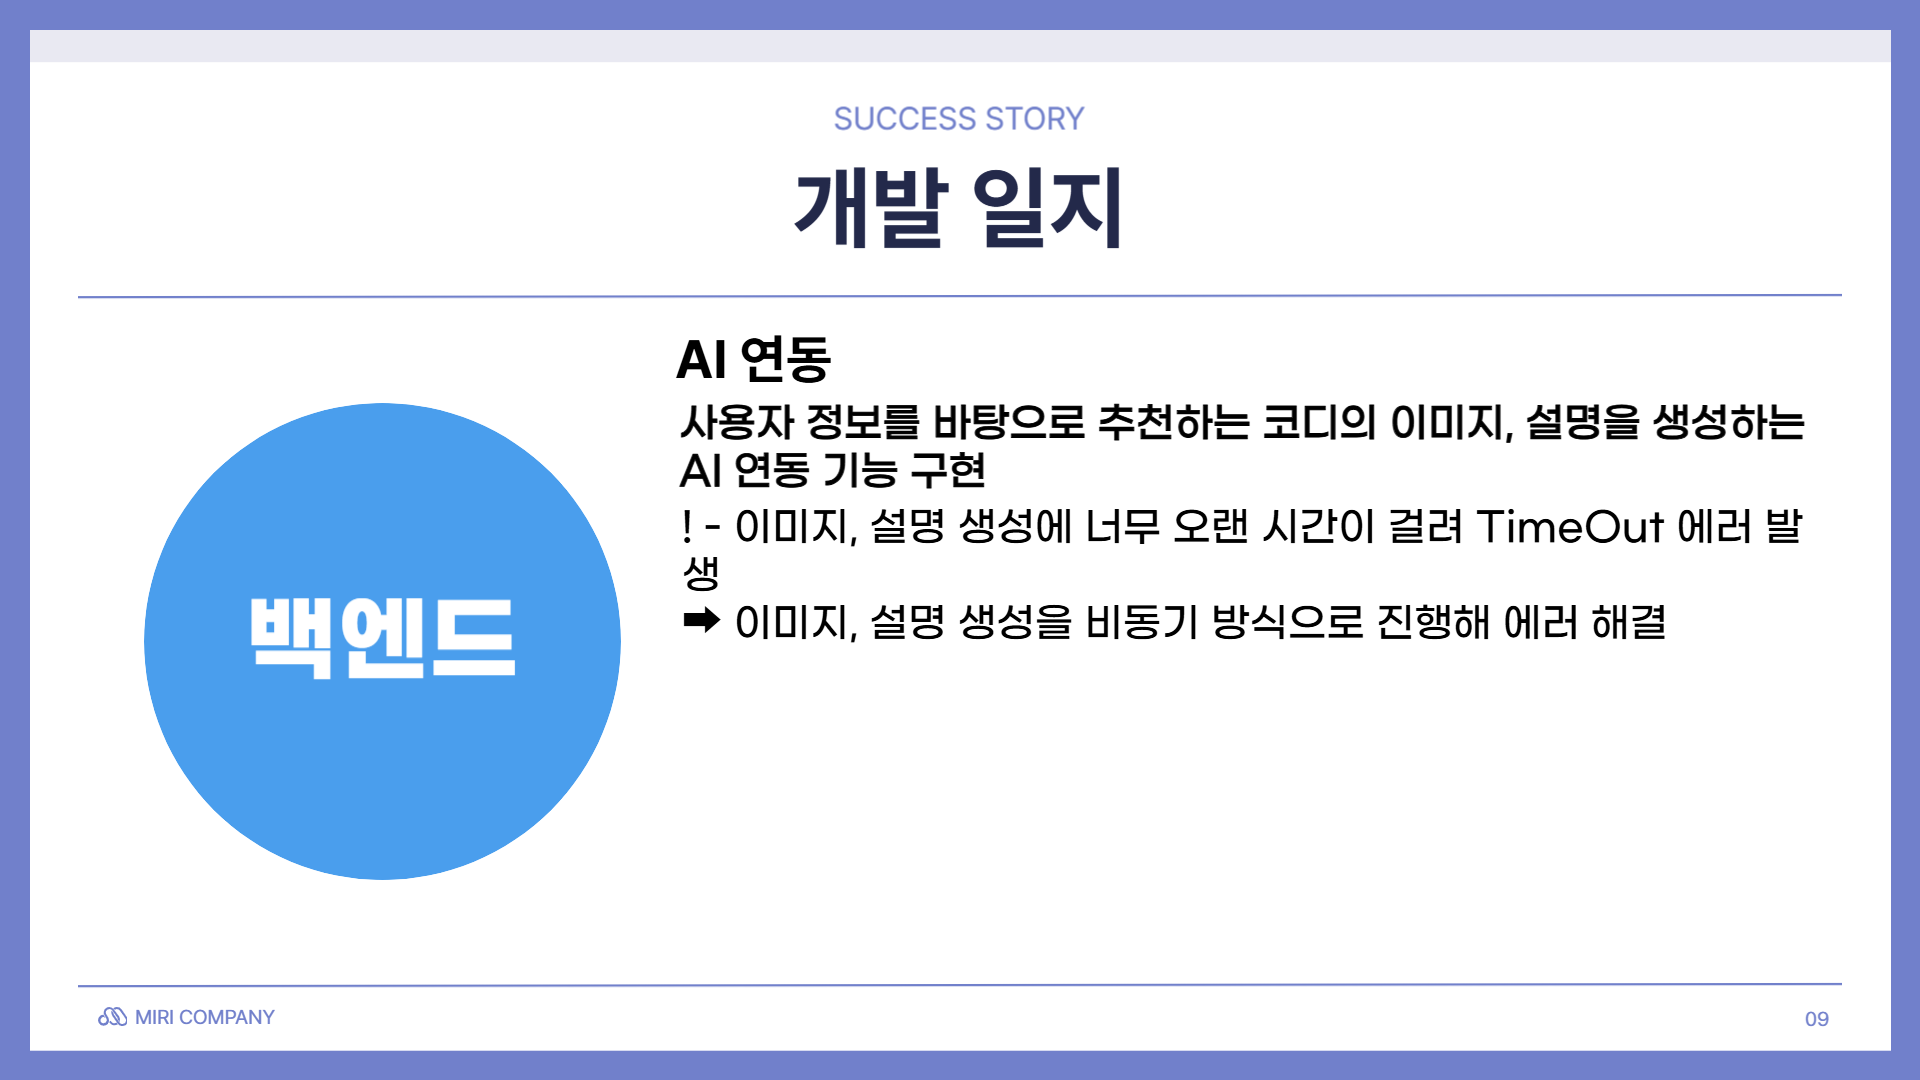 SUCCESS STORY
개발 일지
AI 연동
사용자 정보를 바탕으로 추천하는 코디의 이미지, 설명을 생성하는
AI 연동 기능 구현
! - 이미지, 설명 생성에 너무 오랜 시간이 걸려 TimeOut 에러 발
생
➡ 이미지, 설명 생성을 비동기 방식으로 진행해 에러 해결
백엔드
MIRI COMPANY
09